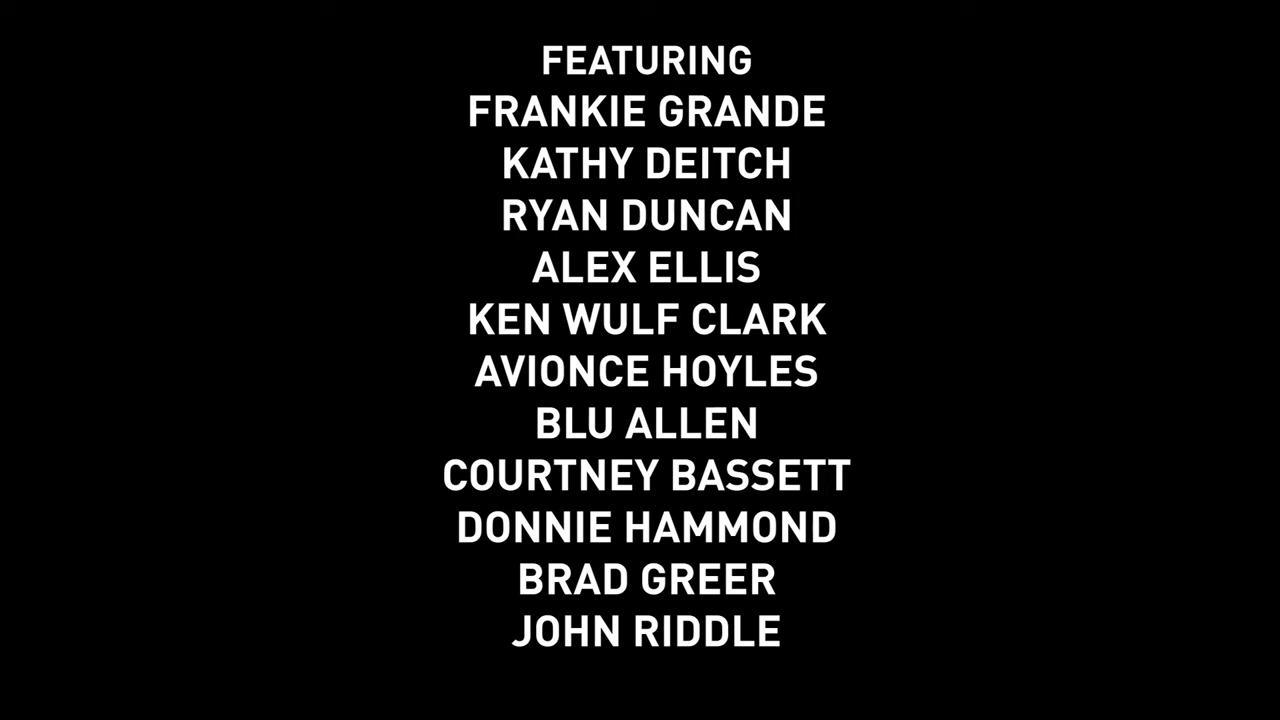 FEATURING
FRANKIE GRANDE
KATHY DEITCH
RYAN DUNCAN
ALEX ELLIS
KEN WULF CLARK
AVIONCE HOYLES
BLU ALLEN
COURTNEY BASSETT
DONNIE HAMMOND
BRAD GREER
JOHN RIDDLE